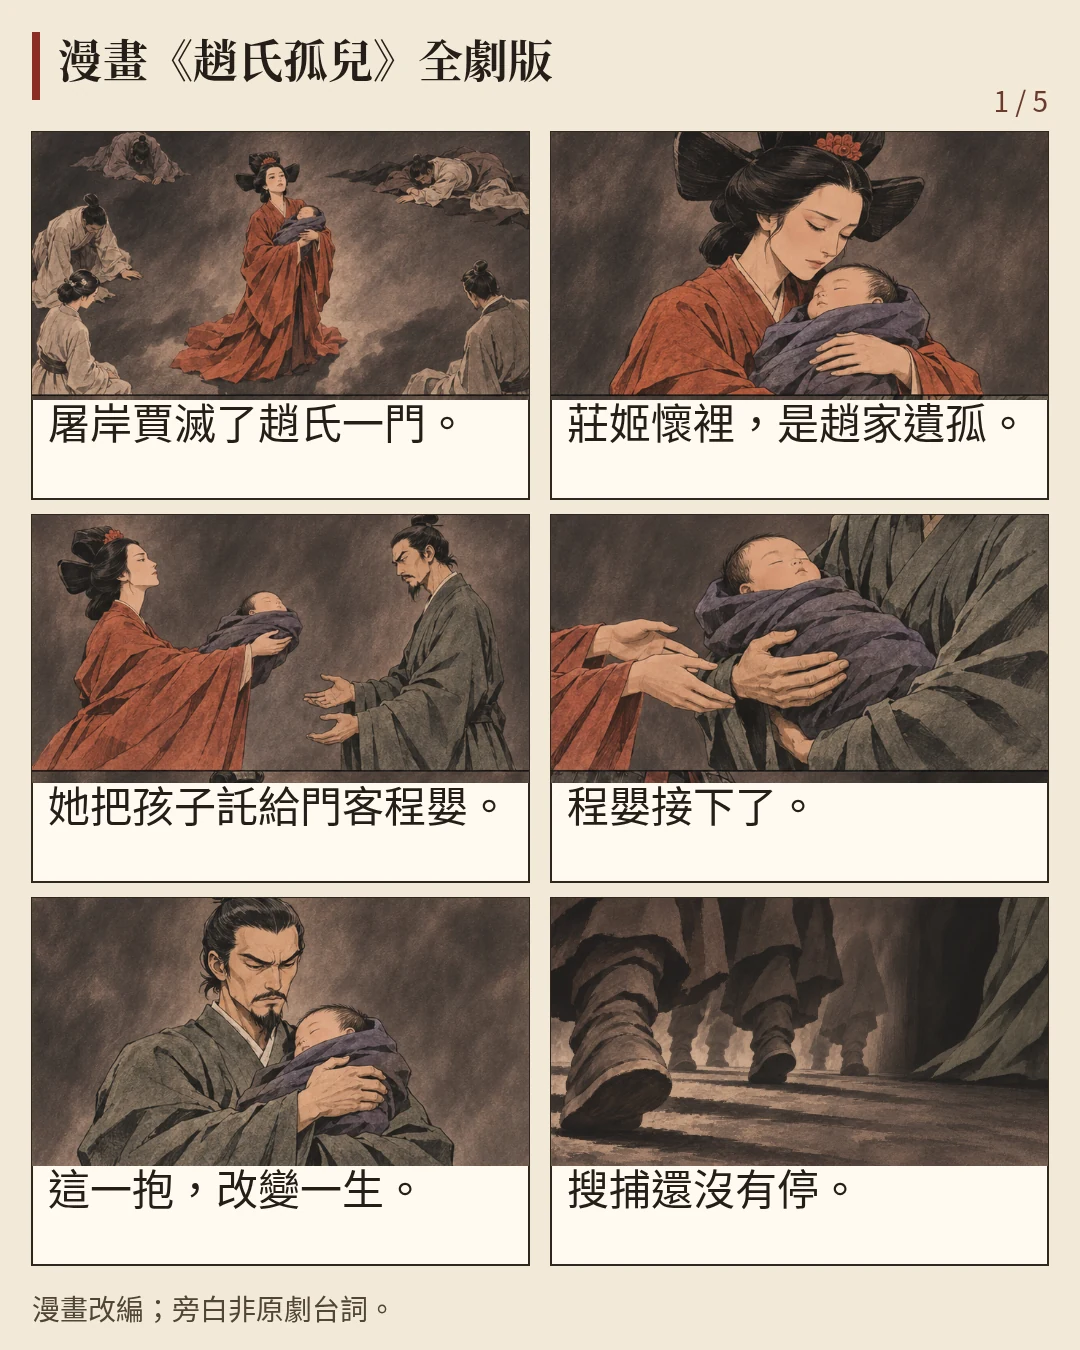 漫畫《趙氏孤兒》全劇版
1 / 5
屠岸賈滅了趙氏一門。
莊姬懷裡，是趙家遺孤。
她把孩子託給門客程嬰。
程嬰接下了。
這一抱，改變一生。
搜捕還沒有停。
漫畫改編；旁白非原劇台詞。